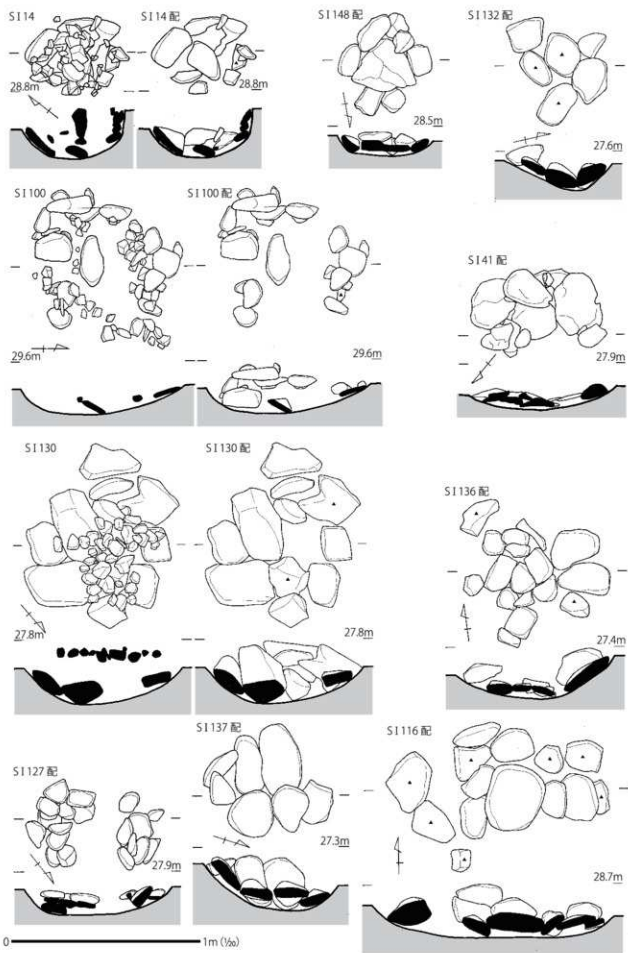 SI14
SI14 配
28.8m
28.8m
SI148 配
28.5m
SI132 配
27.6m
SI100
SI100 配
29.6m
29.6m
SI41 配
27.9m
SI130
SI130 配
27.8m
27.8m
SI136 配
27.4m
SI127 配
27.9m
SI137 配
27.3m
SI116 配
28.7m
0 1m (1/20)